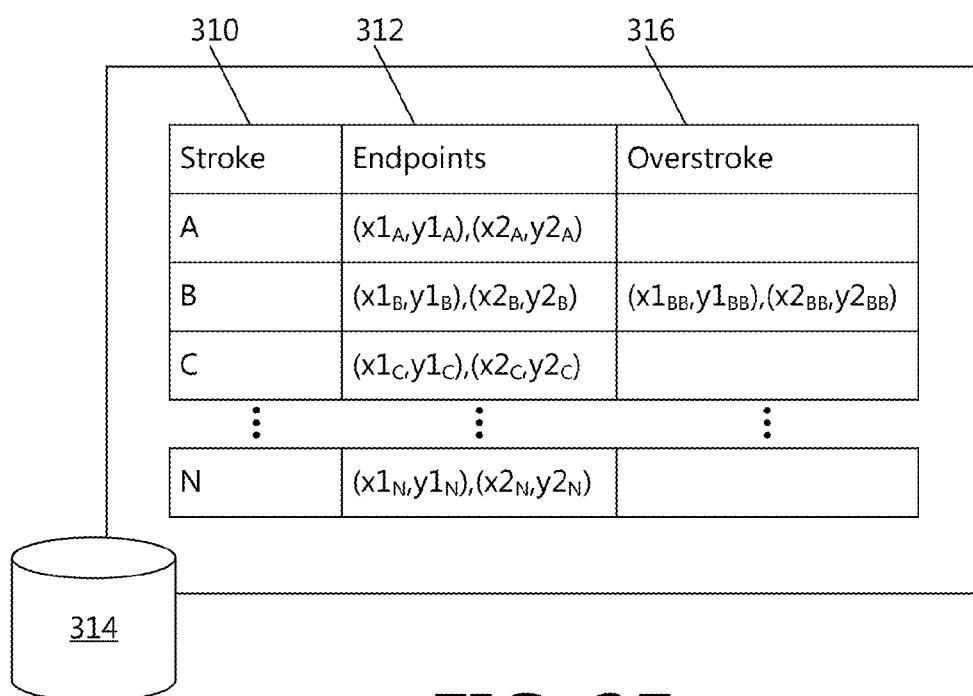 310 312 316
Stroke Endpoints Overstroke
A (x1A,y1A),(x2A,y2A)
B (x1B,y1B),(x2B,y2B) (x1BB,y1BB),(x2BB,y2BB)
C (x1C,y1C),(x2C,y2C)
N (x1N,y1N),(x2N,y2N)
314